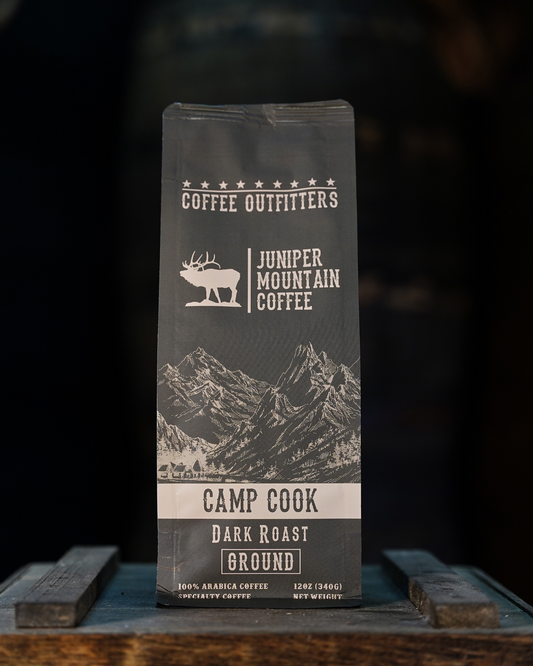 COFFEE OUTFITTERS
JUNIPER
MOUNTAIN
COFFEE
CAMP COOK
DARK ROAST
GROUND
100% ARABICA COFFEE 12OZ (340G)
SPECIALTY COFFEE NET WEIGHT